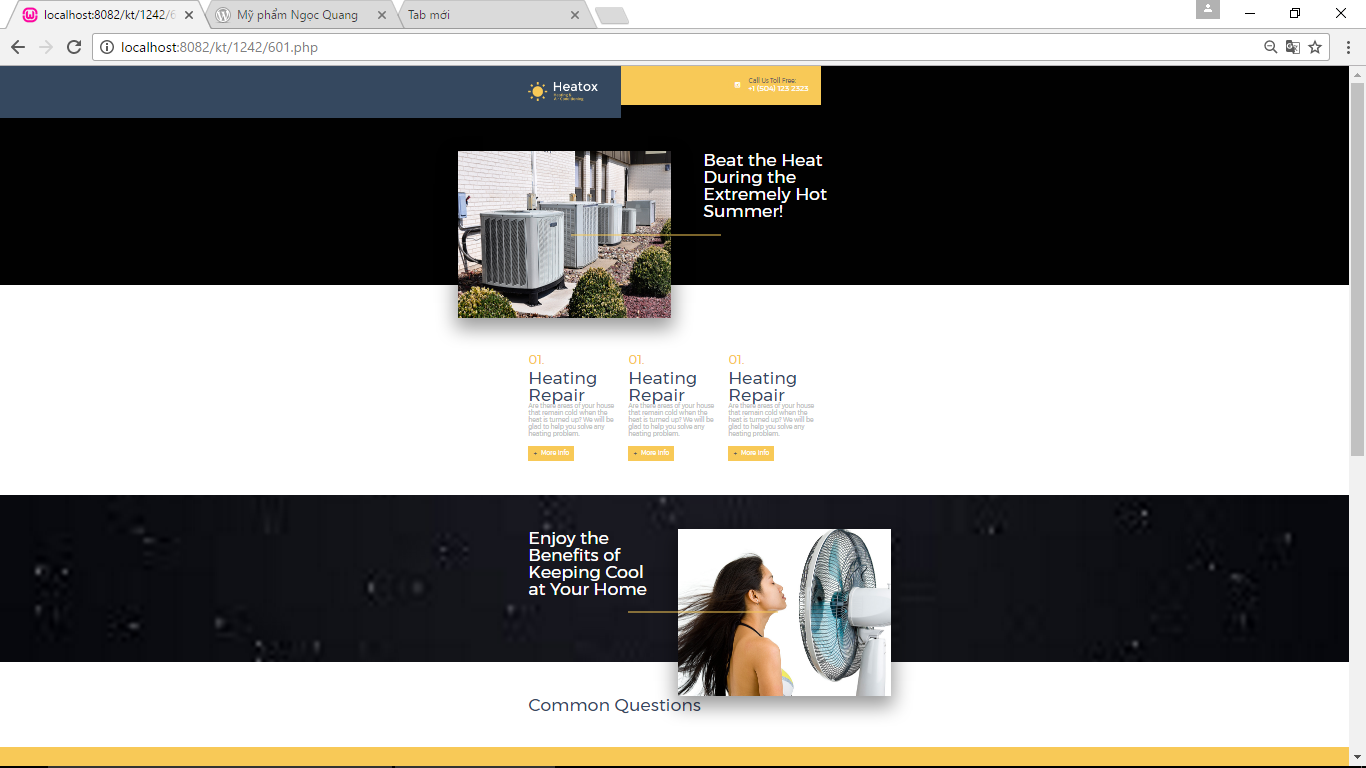 localhost:8082/kt/1242/6
Mỹ phẩm Ngọc Quang
Tab mới
localhost:8082/kt/1242/601.php
Heatox
Heating &
Air Conditioning
Call Us Toll Free:
+1 (504) 123 2323
Beat the Heat
During the
Extremely Hot
Summer!
01.
Heating
Repair
Are there areas of your house
that remain cold when the
heat is turned up? We will be
glad to help you solve any
heating problem.
+ More Info
01.
Heating
Repair
Are there areas of your house
that remain cold when the
heat is turned up? We will be
glad to help you solve any
heating problem.
+ More Info
01.
Heating
Repair
Are there areas of your house
that remain cold when the
heat is turned up? We will be
glad to help you solve any
heating problem.
+ More Info
Enjoy the
Benefits of
Keeping Cool
at Your Home
Common Questions